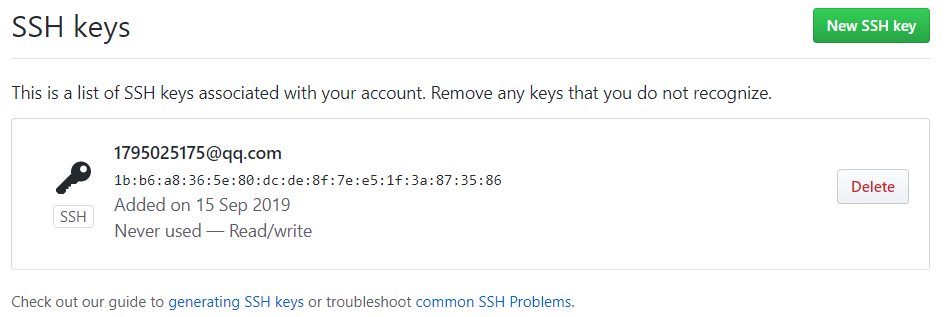 SSH keys
New SSH key
This is a list of SSH keys associated with your account. Remove any keys that you do not recognize.
1795025175@qq.com
1b:b6:a8:36:5e:80:dc:de:8f:7e:e5:1f:3a:87:35:86
Added on 15 Sep 2019
SSH
Never used — Read/write
Delete
Check out our guide to generating SSH keys or troubleshoot common SSH Problems.